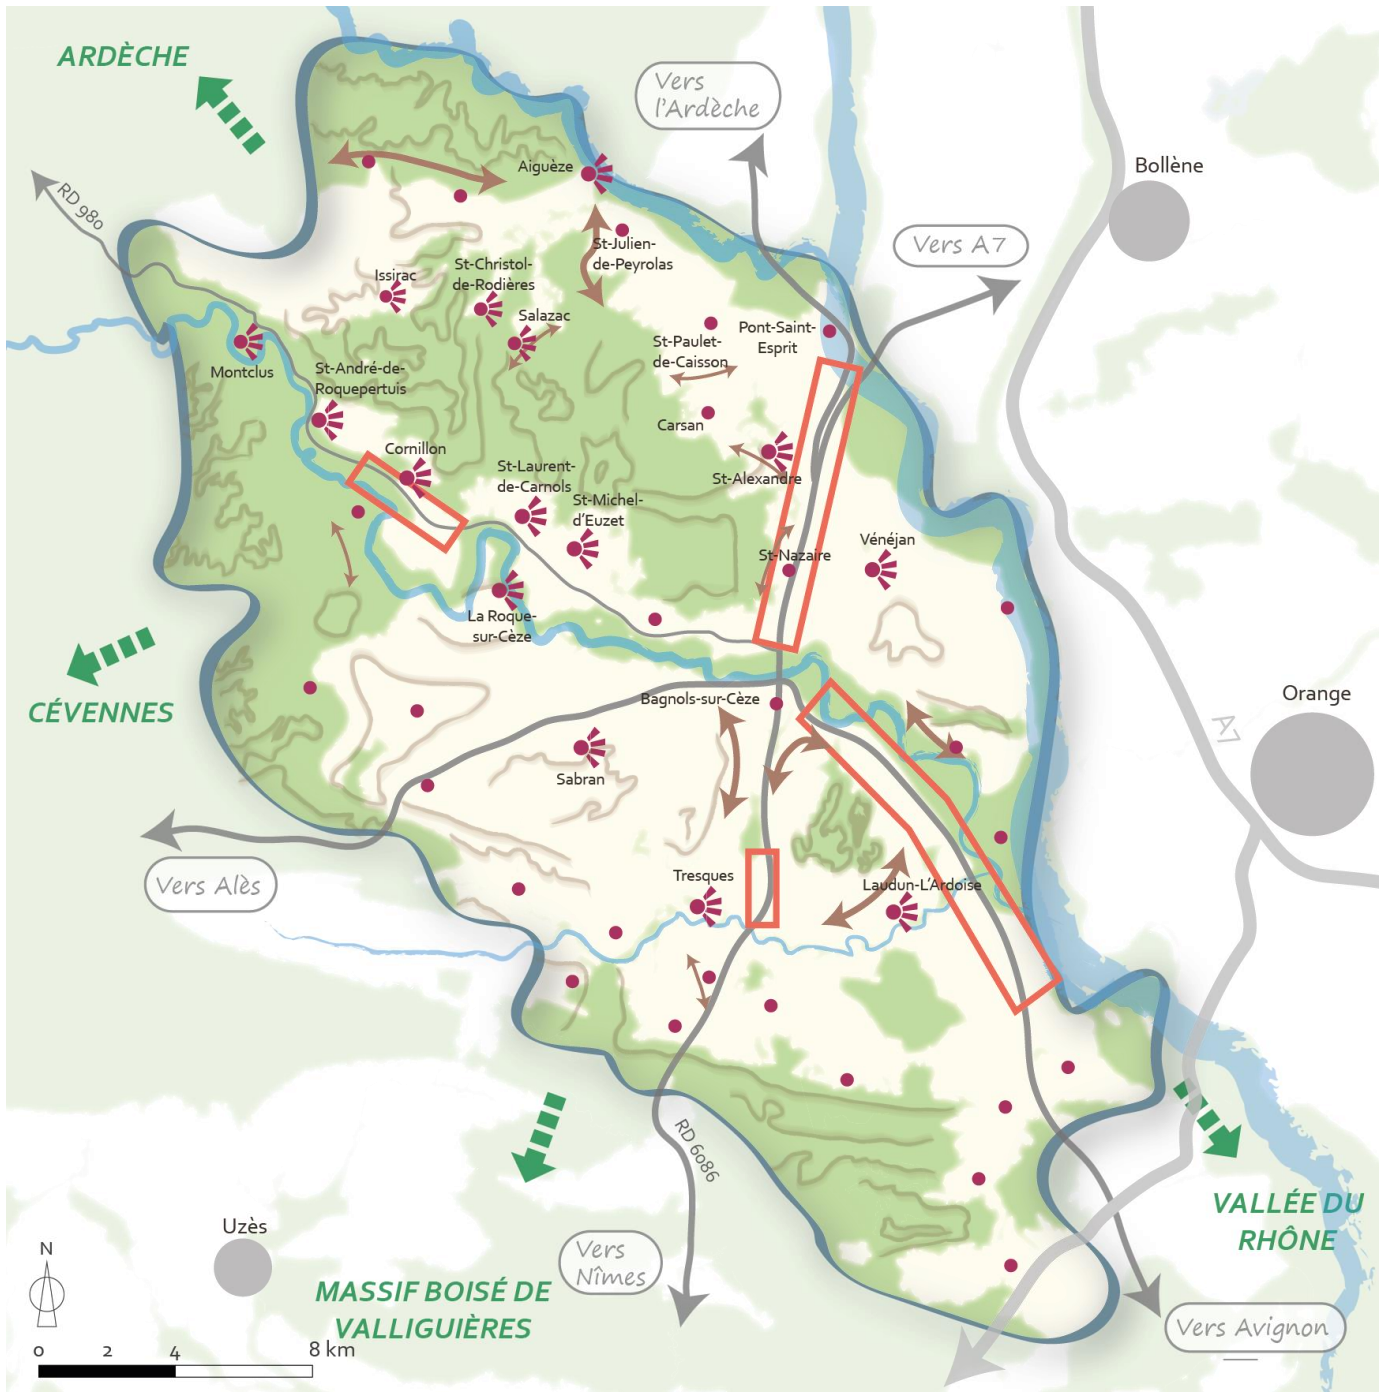 ARDÈCHE
Vers
l'Ardèche
Bollène
Aiguèze
RD 980
Vers A7
St-Julien-
de-Peyrolas
Issirac
St-Christol-
de-Rodières
Salazac
Pont-Saint-
Esprit
St-Paulet-
de-Caisson
Montclus
St-André-de-
Roquepertuis
Carsan
Cornillon
St-Alexandre
St-Laurent-
de-Carnols
St-Michel-
d'Euzet
St-Nazaire
Vénéjan
La Roque-
sur-Cèze
CÉVENNES
Bagnols-sur-Cèze
Orange
A7
Sabran
Vers Alès
Tresques
Laudun-L'Ardoise
RD 6086
VALLÉE DU
RHÔNE
Uzès
Vers
Nîmes
N
MASSIF BOISÉ DE
VALLIGUIÈRES
Vers Avignon
0 2 4 8 km